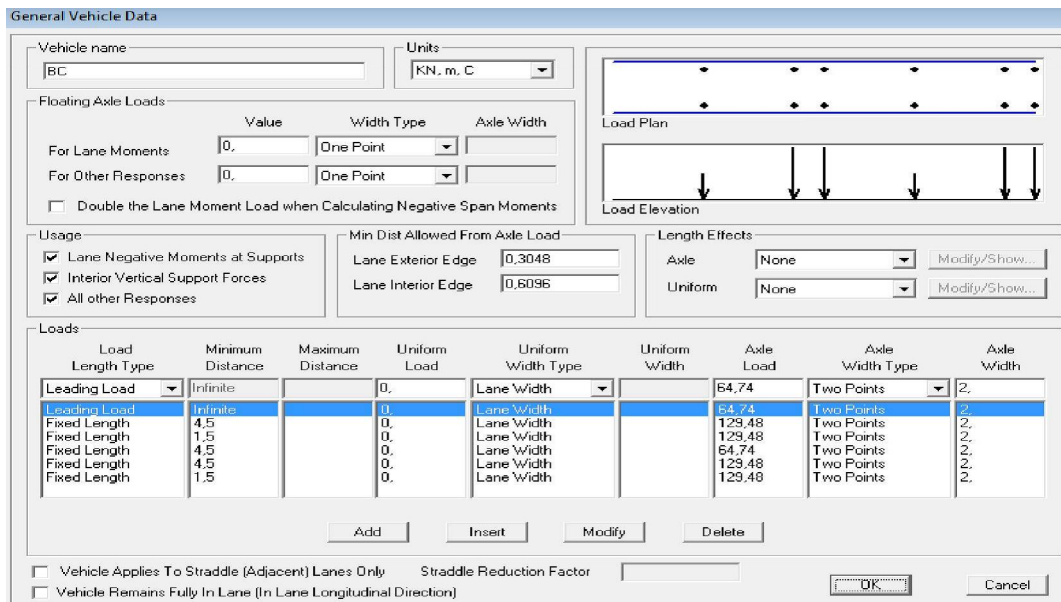 General Vehicle Data
Vehicle name
BC
Units
KN, m, C
Floating Axle Loads
Value Width Type Axle Width
For Lane Moments 0, One Point
For Other Responses 0, One Point
Double the Lane Moment Load when Calculating Negative Span Moments
Load Plan
Load Elevation
Usage
Lane Negative Moments at Supports
Interior Vertical Support Forces
All other Responses
Min Dist Allowed From Axle Load
Lane Exterior Edge 0,3048
Lane Interior Edge 0,6096
Length Effects
Axle None Modify/Show...
Uniform None Modify/Show...
Loads
Load Length Type Minimum Distance Maximum Distance Uniform Load Uniform Width Type Uniform Width Axle Load Axle Width Type Axle Width
Leading Load Infinite 0, Lane Width 64,74 Two Points 2,
Leading Load Infinite 0, Lane Width 64,74 Two Points 2,
Fixed Length 4,5 0, Lane Width 129,48 Two Points 2,
Fixed Length 1,5 0, Lane Width 129,48 Two Points 2,
Fixed Length 4,5 0, Lane Width 64,74 Two Points 2,
Fixed Length 4,5 0, Lane Width 129,48 Two Points 2,
Fixed Length 1,5 0, Lane Width 129,48 Two Points 2,
Add Insert Modify Delete
Vehicle Applies To Straddle (Adjacent) Lanes Only Straddle Reduction Factor
Vehicle Remains Fully In Lane (In Lane Longitudinal Direction)
OK Cancel